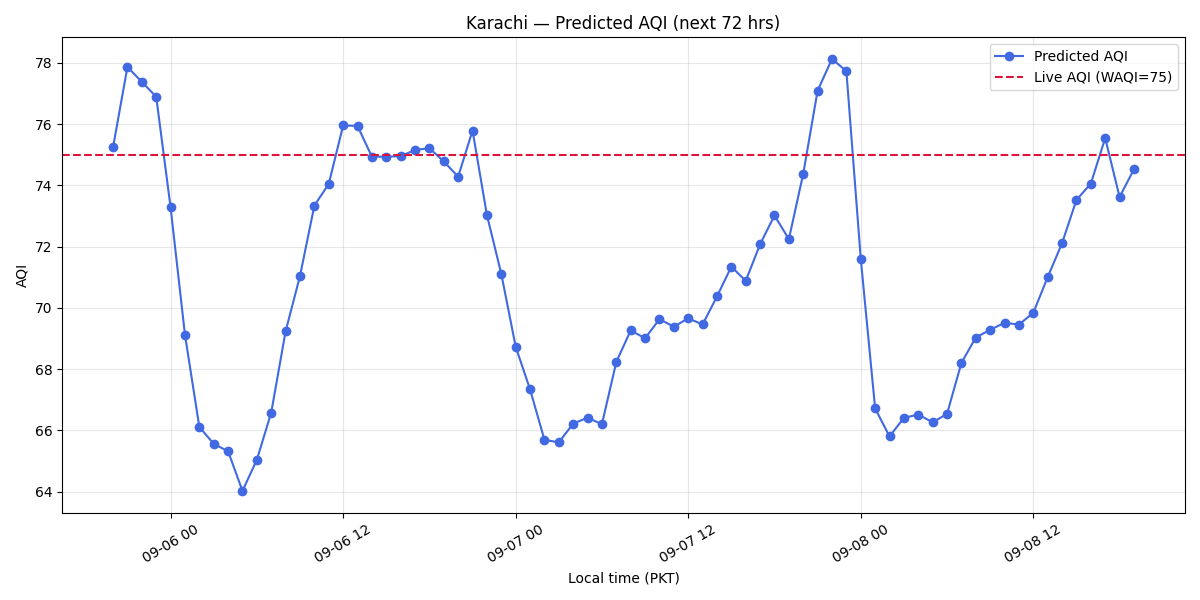 Karachi — Predicted AQI (next 72 hrs)
Predicted AQI
Live AQI (WAQI=75)
AQI
78
76
74
72
70
68
66
64
09-06 00
09-06 12
09-07 00
09-07 12
09-08 00
09-08 12
Local time (PKT)